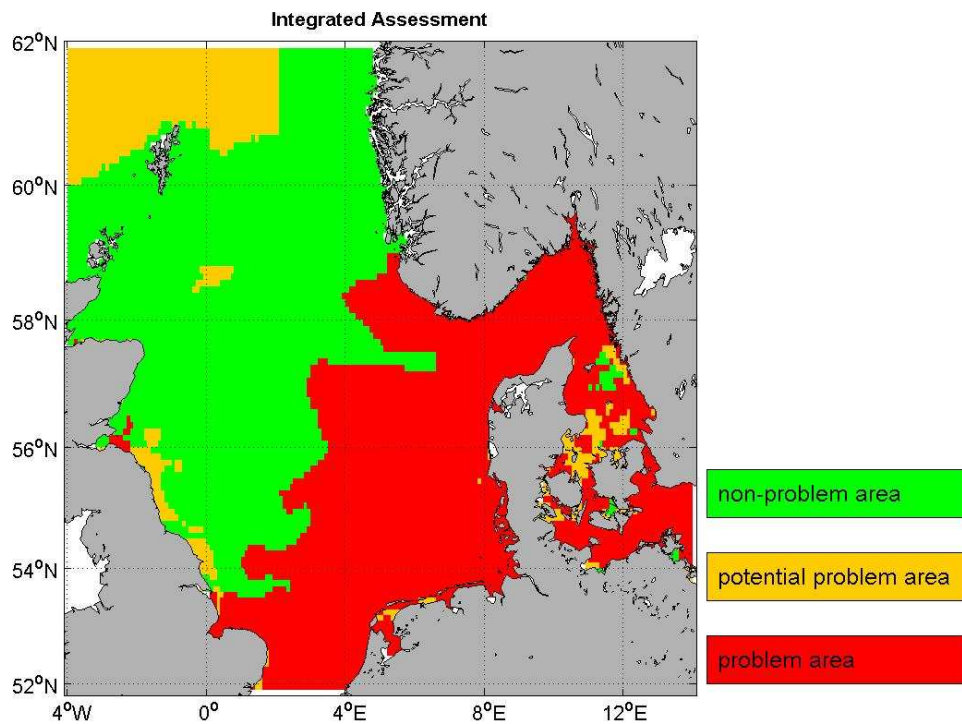 Integrated Assessment
62°N
60°N
58°N
56°N
54°N
52°N
4°W
0°
4°E
8°E
12°E
non-problem area
potential problem area
problem area